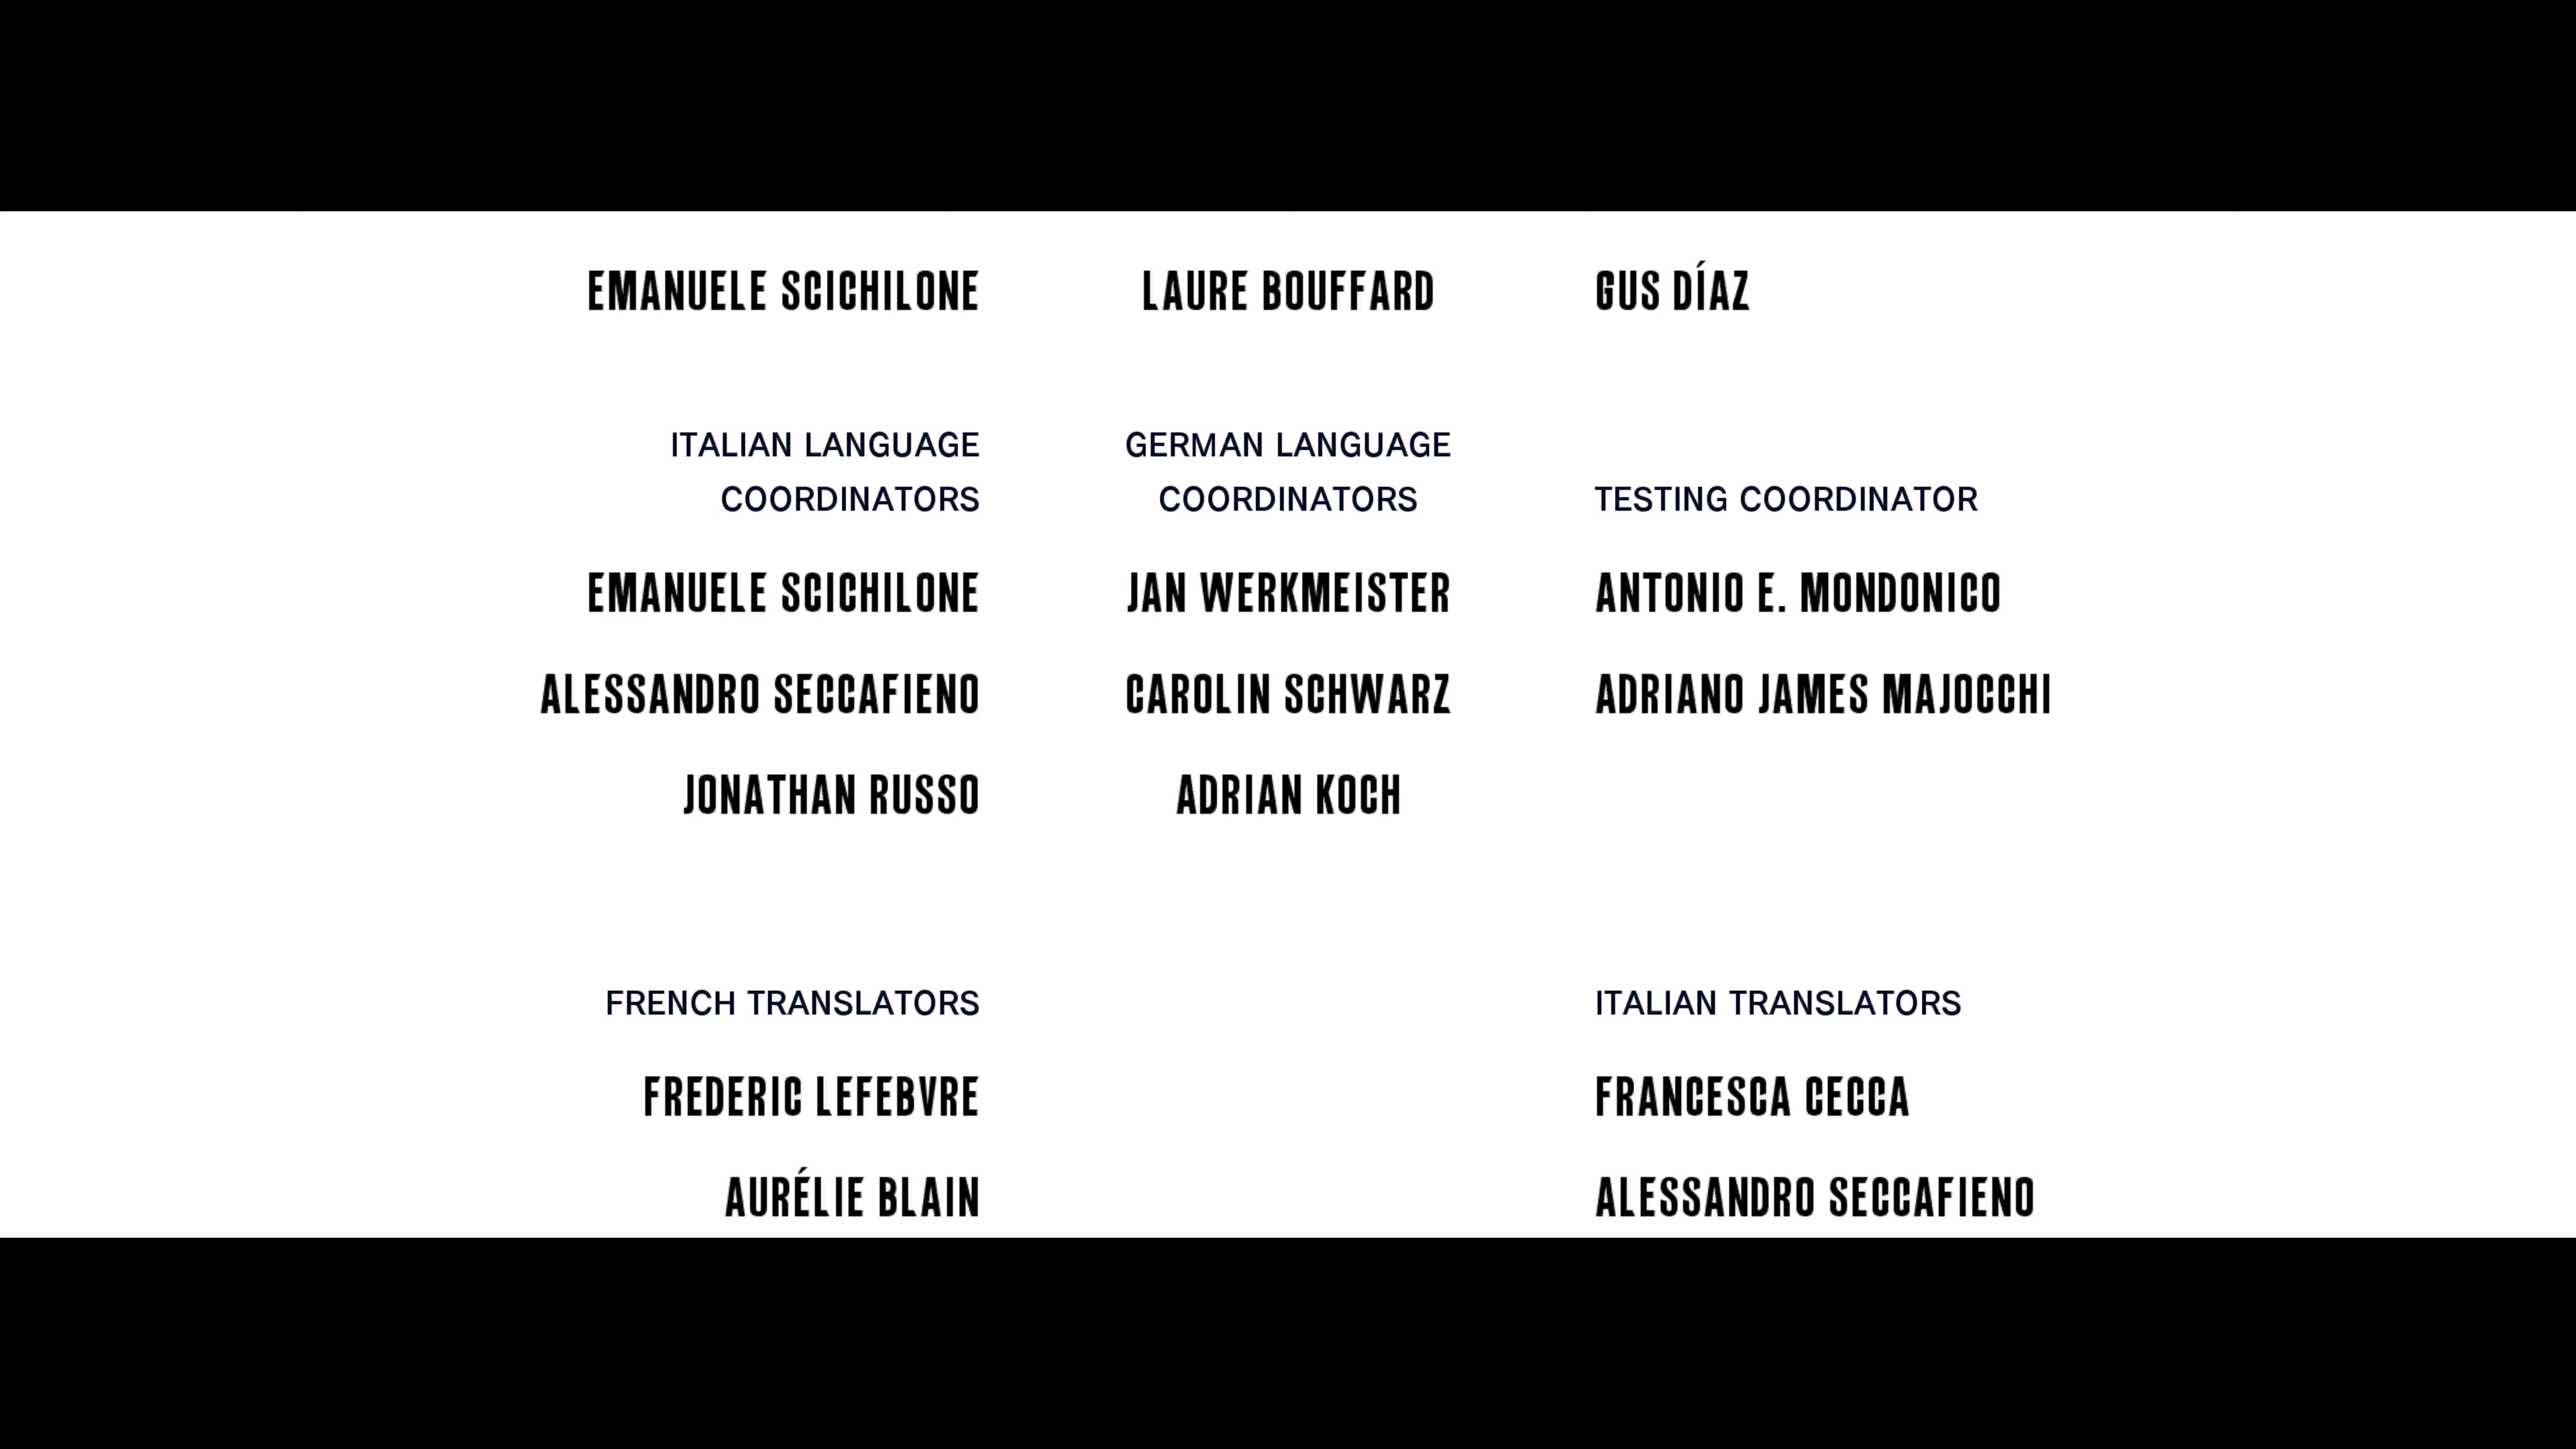 EMANUELE SCICHILONE
LAURE BOUFFARD
GUS DÍAZ
ITALIAN LANGUAGE
COORDINATORS
EMANUELE SCICHILONE
ALESSANDRO SECCAFIENO
JONATHAN RUSSO
GERMAN LANGUAGE
COORDINATORS
JAN WERKMEISTER
CAROLIN SCHWARZ
ADRIAN KOCH
TESTING COORDINATOR
ANTONIO E. MONDONICO
ADRIANO JAMES MAJOCCHI
FRENCH TRANSLATORS
FREDERIC LEFEBVRE
AURÉLIE BLAIN
ITALIAN TRANSLATORS
FRANCESCA CECCA
ALESSANDRO SECCAFIENO